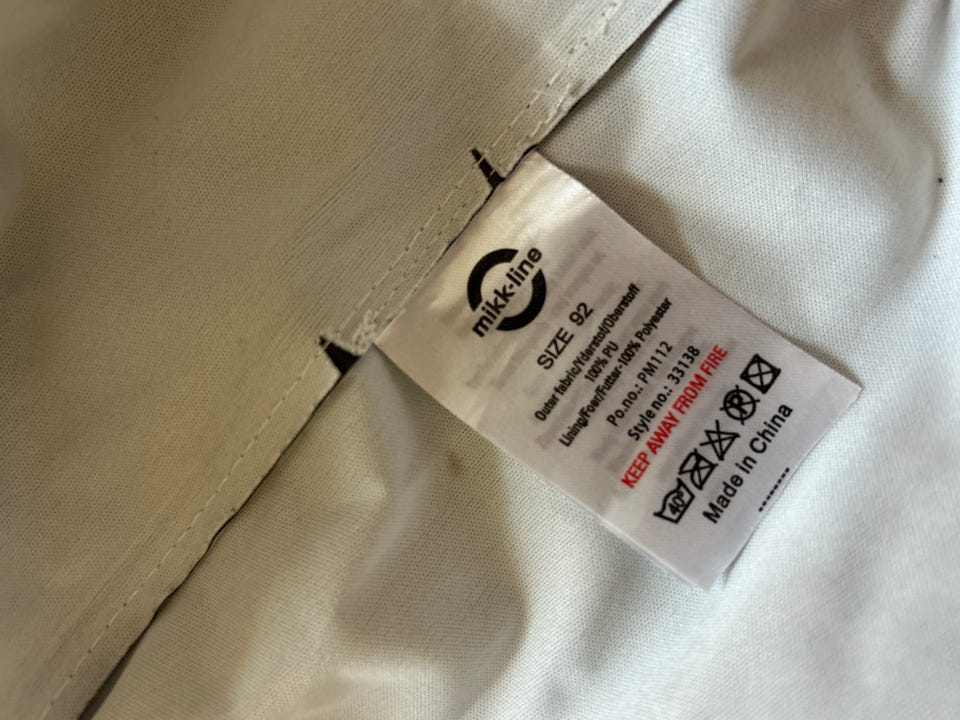 mikk-line
SIZE 92
Outer fabric/Yderstof/Oberstoff
100% PU
Lining/Foer/Futter-100% Polyester
Po.no.: PM112
Style no.: 33138
KEEP AWAY FROM FIRE
40°
Made in China